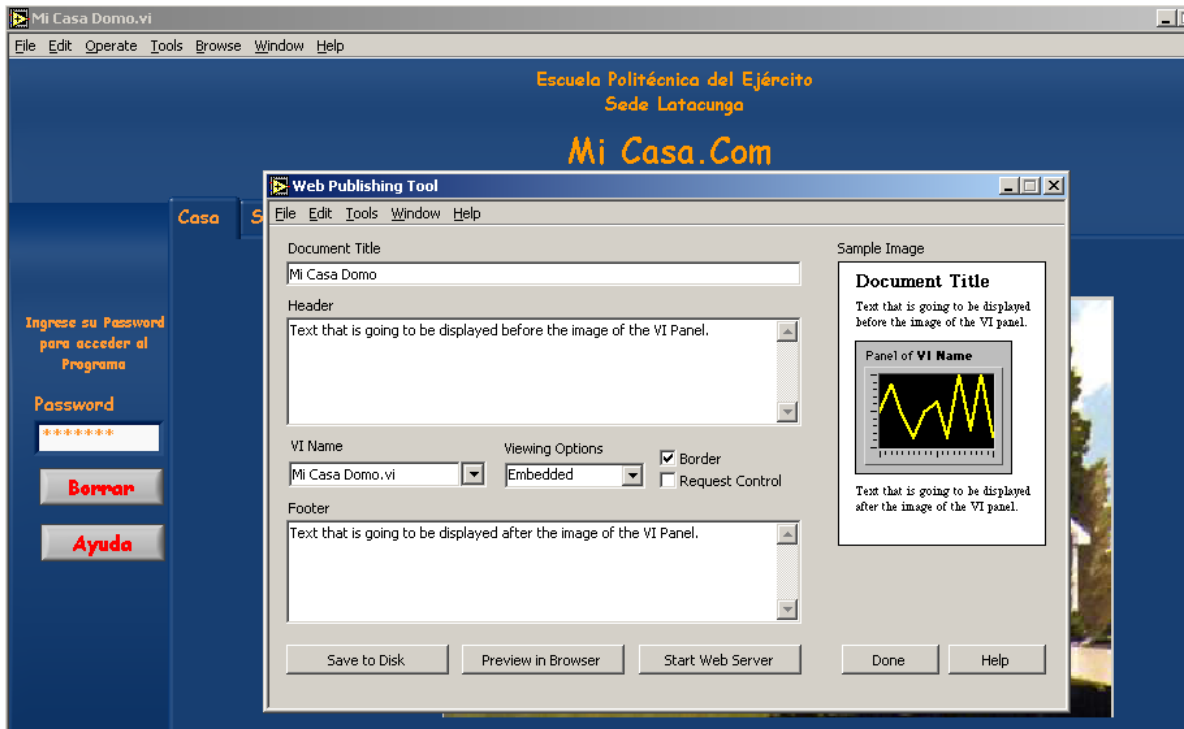 Mi Casa Domo.vi
File Edit Operate Tools Browse Window Help
Escuela Politécnica del Ejército
Sede Latacunga
Mi Casa.Com
Casa S
Ingrese su Password
para acceder al
Programa
Password
*******
Borrar
Ayuda
Web Publishing Tool
File Edit Tools Window Help
Document Title
Mi Casa Domo
Header
Text that is going to be displayed before the image of the VI Panel.
VI Name
Mi Casa Domo.vi
Viewing Options
Embedded
Border
Request Control
Footer
Text that is going to be displayed after the image of the VI Panel.
Save to Disk Preview in Browser Start Web Server Done Help
Sample Image
Document Title
Text that is going to be displayed
before the image of the VI panel.
Panel of VI Name
Text that is going to be displayed
after the image of the VI panel.